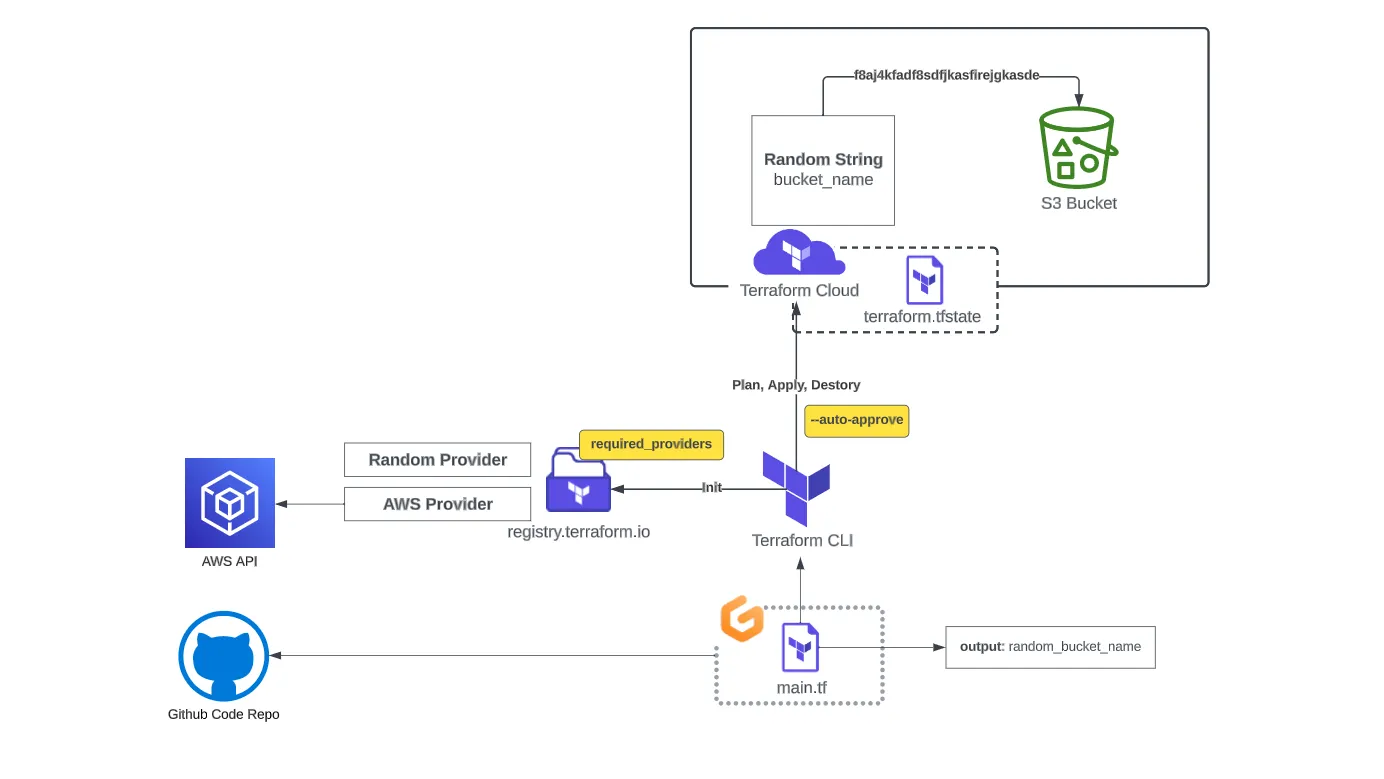 f8aj4kfadf8sdfjkasfirejgkasde
Random String
bucket_name
S3 Bucket
Terraform Cloud
terraform.tfstate
Plan, Apply, Destory
--auto-approve
required_providers
Random Provider
AWS Provider
Init
registry.terraform.io
Terraform CLI
AWS API
output: random_bucket_name
main.tf
Github Code Repo